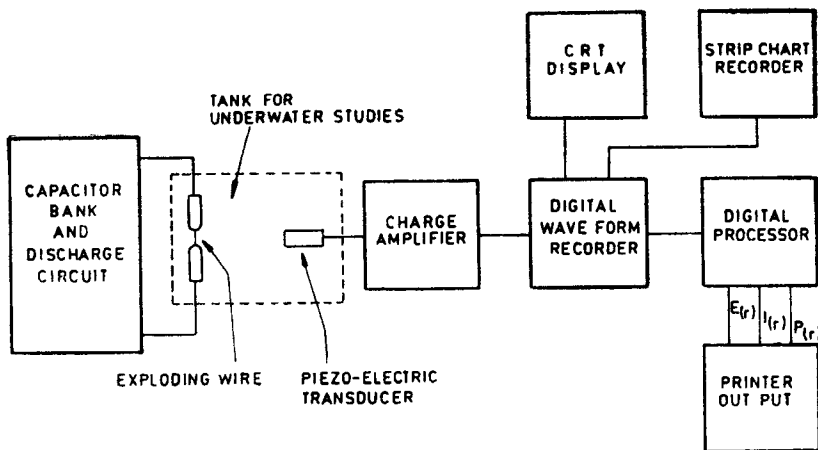 C R T
DISPLAY
STRIP CHART
RECORDER
TANK FOR
UNDERWATER STUDIES
CAPACITOR
BANK
AND
DISCHARGE
CIRCUIT
CHARGE
AMPLIFIER
DIGITAL
WAVE FORM
RECORDER
DIGITAL
PROCESSOR
E(r)
I(r)
P(r)
EXPLODING WIRE
PIEZO-ELECTRIC
TRANSDUCER
PRINTER
OUT PUT